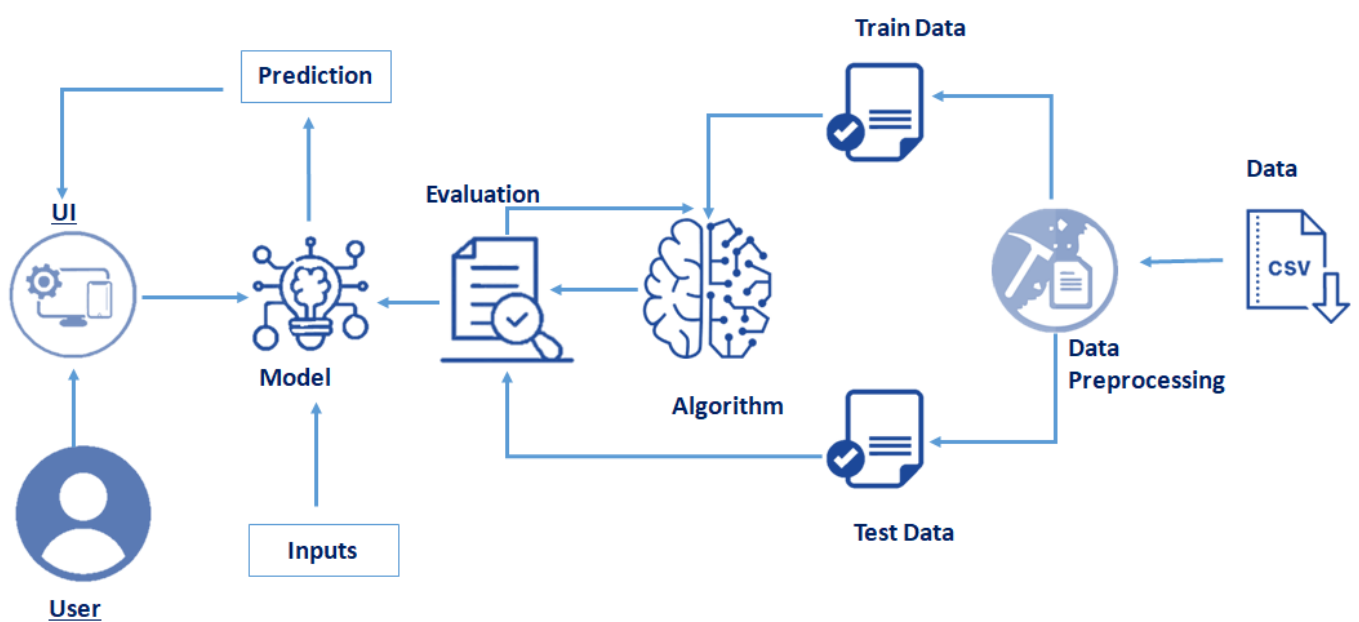 Train Data
Prediction
Data
Evaluation
UI
CSV
Data
Preprocessing
Model
Algorithm
Test Data
Inputs
User